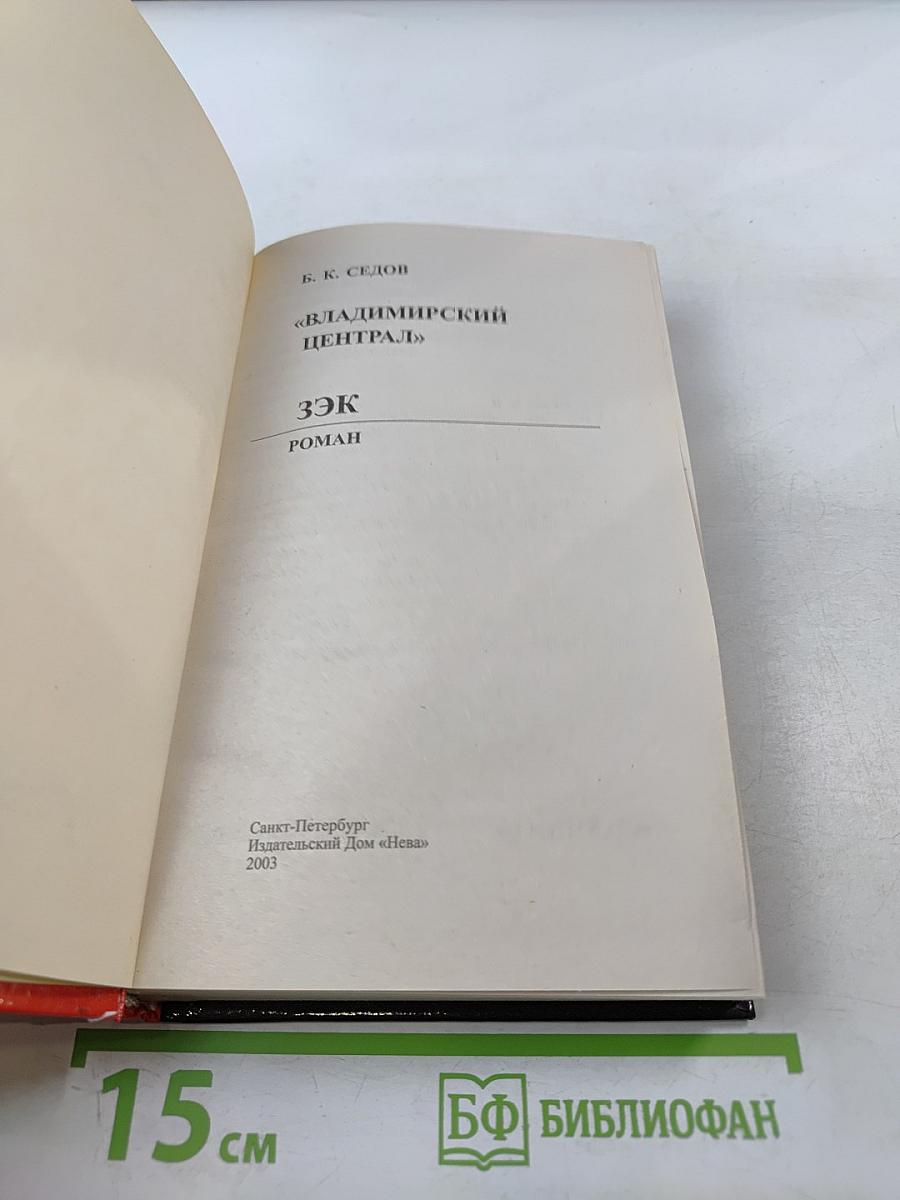 Б. К. СЕДОВ
«ВЛАДИМИРСКИЙ
ЦЕНТРАЛ»
ЗЭК
РОМАН
Санкт-Петербург
Издательский Дом «Нева»
2003
15 см
БФ БИБЛИОФАН